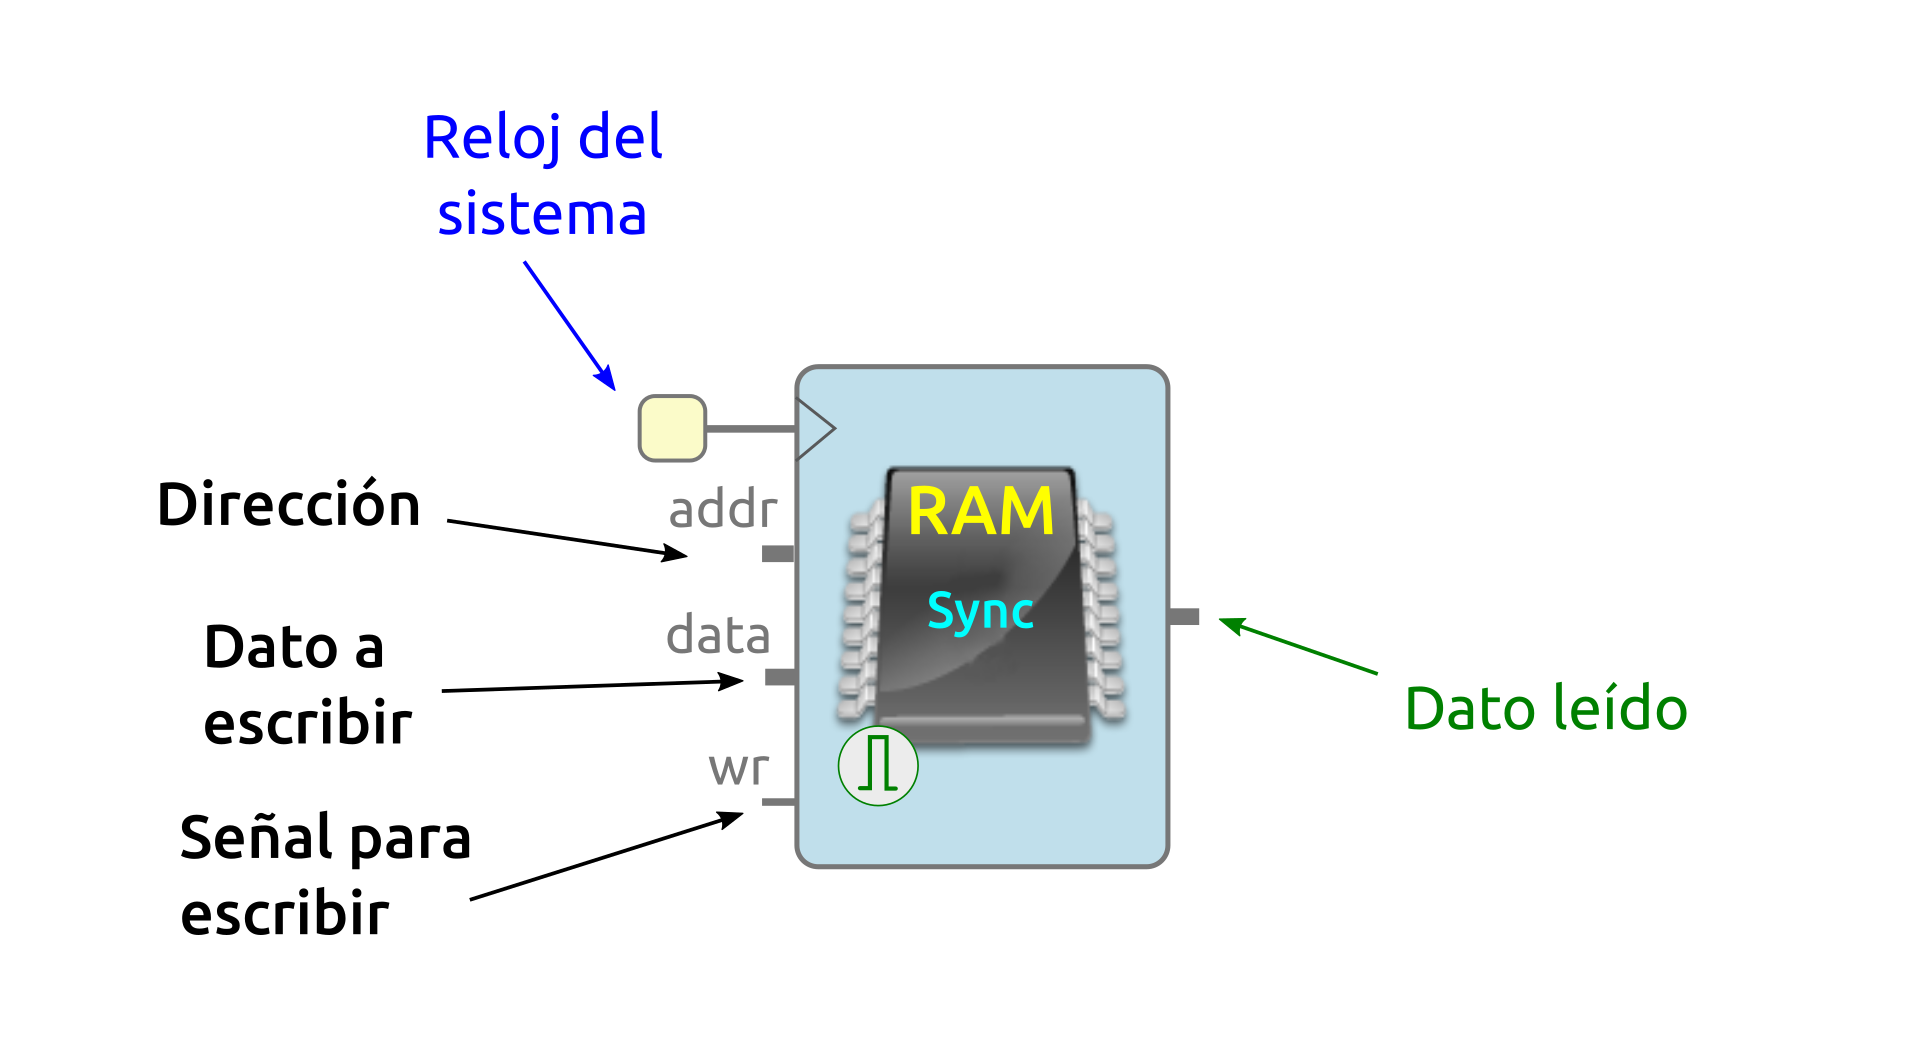 Reloj del
sistema
Dirección
addr
RAM
Sync
Dato a
escribir
data
Dato leído
wr
Señal para
escribir